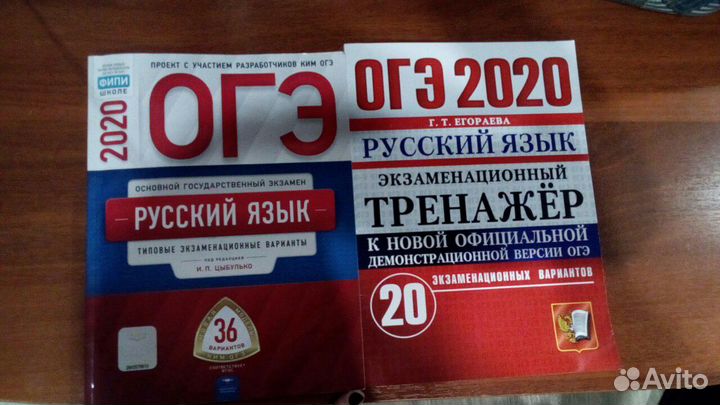 ПРОЕКТ С УЧАСТИЕМ РАЗРАБОТЧИКОВ КИМ ОГЭ
ФИПИ
ШКОЛЕ
2020
ОГЭ
ОСНОВНОЙ ГОСУДАРСТВЕННЫЙ ЭКЗАМЕН
РУССКИЙ ЯЗЫК
ТИПОВЫЕ ЭКЗАМЕНАЦИОННЫЕ ВАРИАНТЫ
ПОД РЕДАКЦИЕЙ
И. П. ЦЫБУЛЬКО
36
ВАРИАНТОВ
КИМ ОГЭ
ОГЭ 2020
Г. Т. ЕГОРАЕВА
РУССКИЙ ЯЗЫК
ЭКЗАМЕНАЦИОННЫЙ
ТРЕНАЖЁР
К НОВОЙ ОФИЦИАЛЬНОЙ
ДЕМОНСТРАЦИОННОЙ ВЕРСИИ ОГЭ
20 ЭКЗАМЕНАЦИОННЫХ ВАРИАНТОВ
Avito